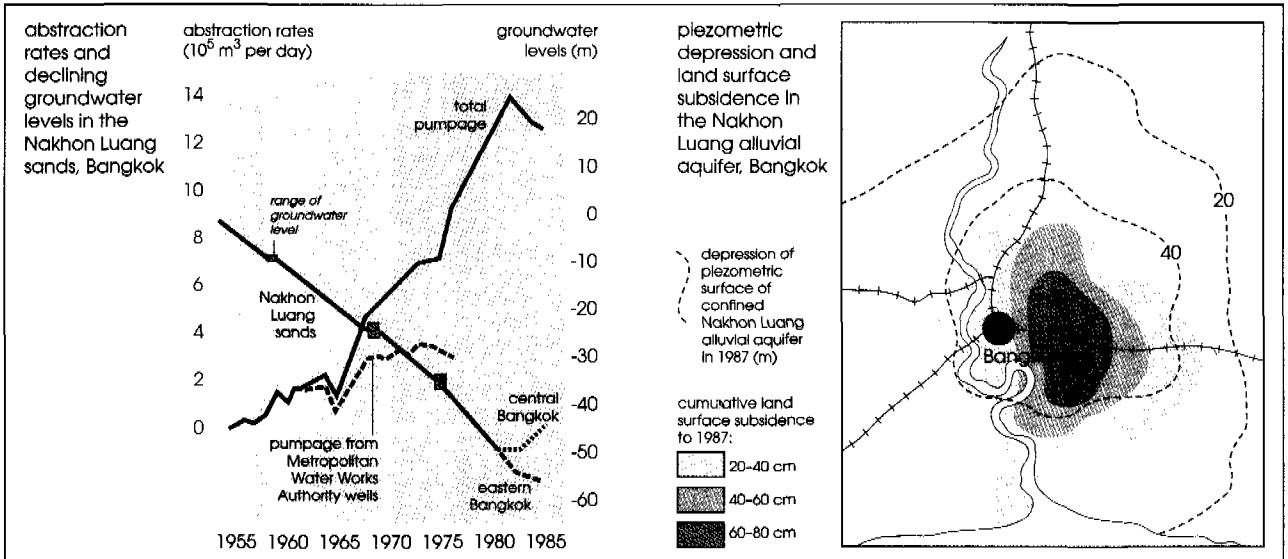 abstraction
rates and
declining
groundwater
levels in the
Nakhon Luang
sands, Bangkok
abstraction rates
(10⁵ m³ per day)
groundwater
levels (m)
14
12
10
8
6
4
2
0
20
10
0
-10
-20
-30
-40
-50
-60
total
pumpage
range of
groundwater
level
Nakhon
Luang
sands
pumpage from
Metropolitan
Water Works
Authority wells
central
Bangkok
eastern
Bangkok
1955 1960 1965 1970 1975 1980 1985
piezometric
depression and
land surface
subsidence in
the Nakhon
Luang alluvial
aquifer, Bangkok
depression of
piezometric
surface of
confined
Nakhon Luang
alluvial aquifer
in 1987 (m)
cumulative land
surface subsidence
to 1987:
20-40 cm
40-60 cm
60-80 cm
20
40